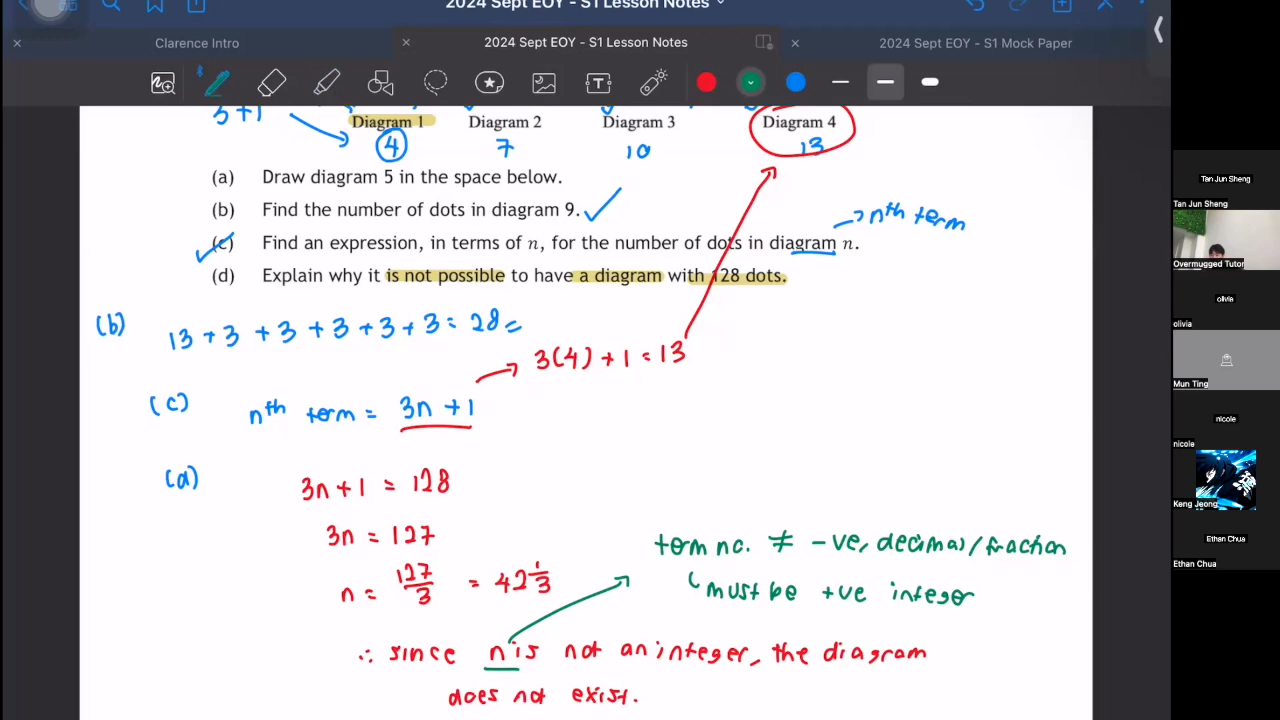 2024 Sept EOY - S1 Lesson Notes
Clarence Intro
2024 Sept EOY - S1 Lesson Notes
2024 Sept EOY - S1 Mock Paper
3+1
Diagram 1
Diagram 2
Diagram 3
Diagram 4
4
7
10
13
(a) Draw diagram 5 in the space below.
(b) Find the number of dots in diagram 9.
nth term
(c) Find an expression, in terms of n, for the number of dots in diagram n.
(d) Explain why it is not possible to have a diagram with 128 dots.
(b) 13 + 3 + 3 + 3 + 3 + 3 = 28
3(4) + 1 = 13
(c) nth term = 3n + 1
(d)
3n + 1 = 128
3n = 127
n = 127/3 = 42 1/3
term no. ≠ -ve, decimal/fraction
must be +ve integer
∴ since n is not an integer, the diagram
does not exist.
Tan Jun Sheng
Tan Jun Sheng
Overmugged Tutor
olivia
olivia
Mun Ting
nicole
nicole
Keng Jeong
Ethan Chua
Ethan Chua